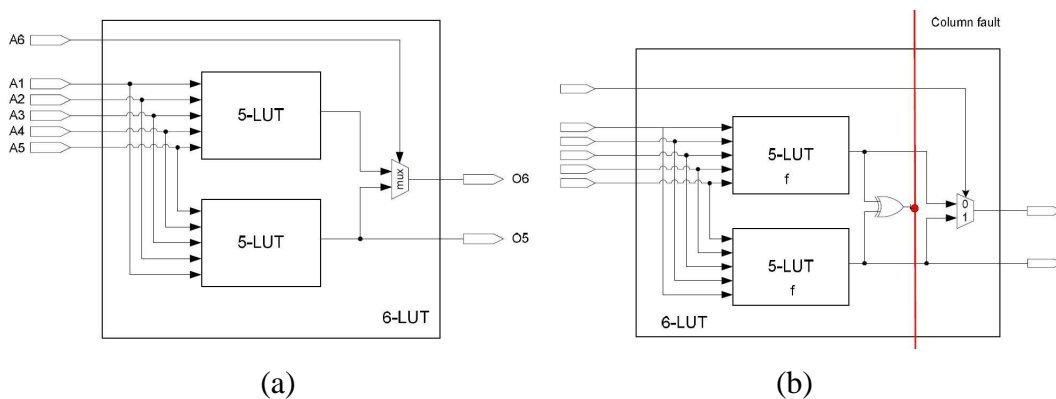 A6
A1
A2
A3
A4
A5
5-LUT
5-LUT
mux
O6
O5
6-LUT
(a)
Column fault
5-LUT
f
5-LUT
f
0
1
6-LUT
(b)